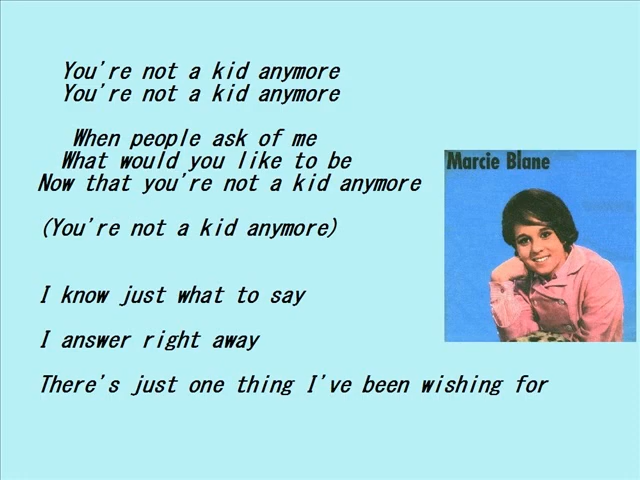 You're not a kid anymore
You're not a kid anymore
When people ask of me
What would you like to be
Now that you're not a kid anymore
(You're not a kid anymore)
I know just what to say
I answer right away
There's just one thing I've been wishing for
Marcie Blane